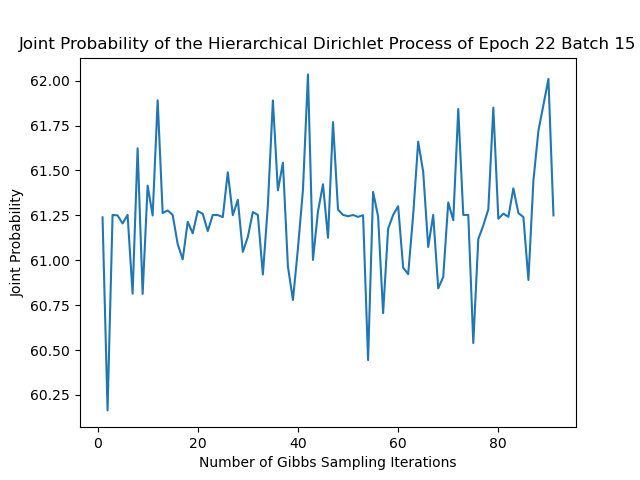 Joint Probability of the Hierarchical Dirichlet Process of Epoch 22 Batch 15
62.00
61.75
61.50
61.25
61.00
60.75
60.50
60.25
Joint Probability
0 20 40 60 80
Number of Gibbs Sampling Iterations